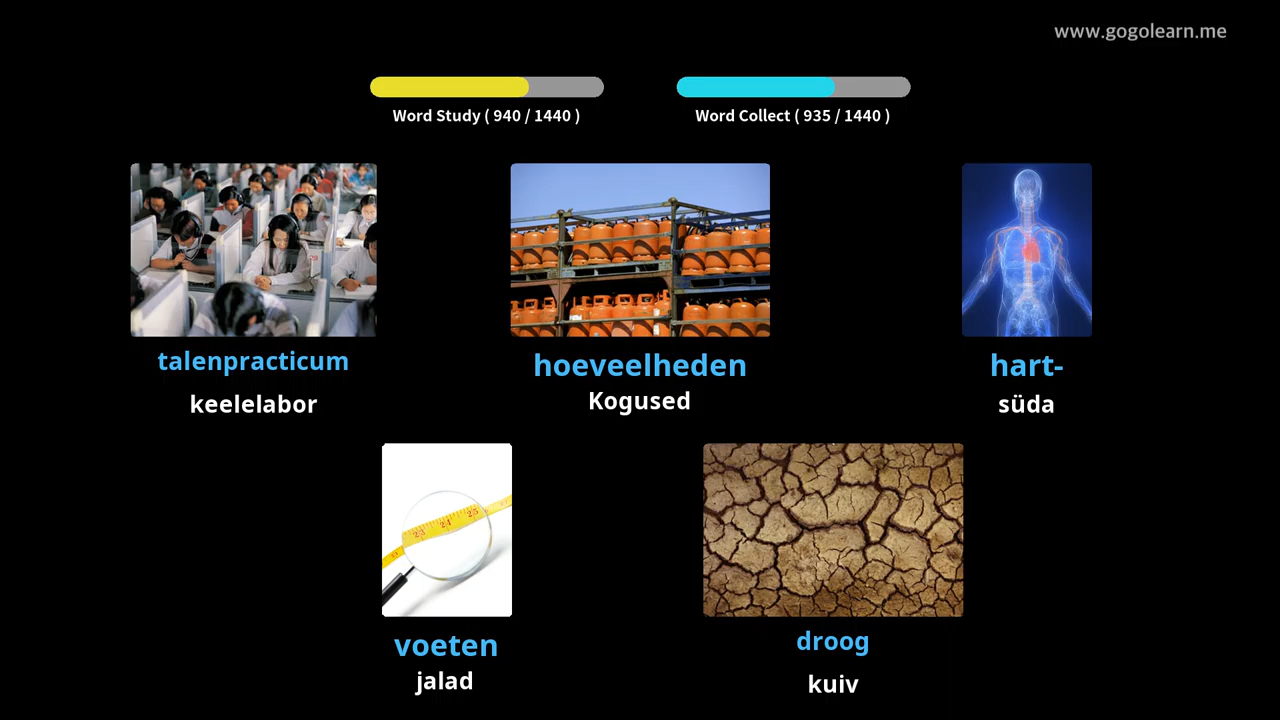 www.gogolearn.me
Word Study ( 940 / 1440 )
Word Collect ( 935 / 1440 )
talenpracticum
keelelabor
hoeveelheden
Kogused
hart-
süda
voeten
jalad
droog
kuiv